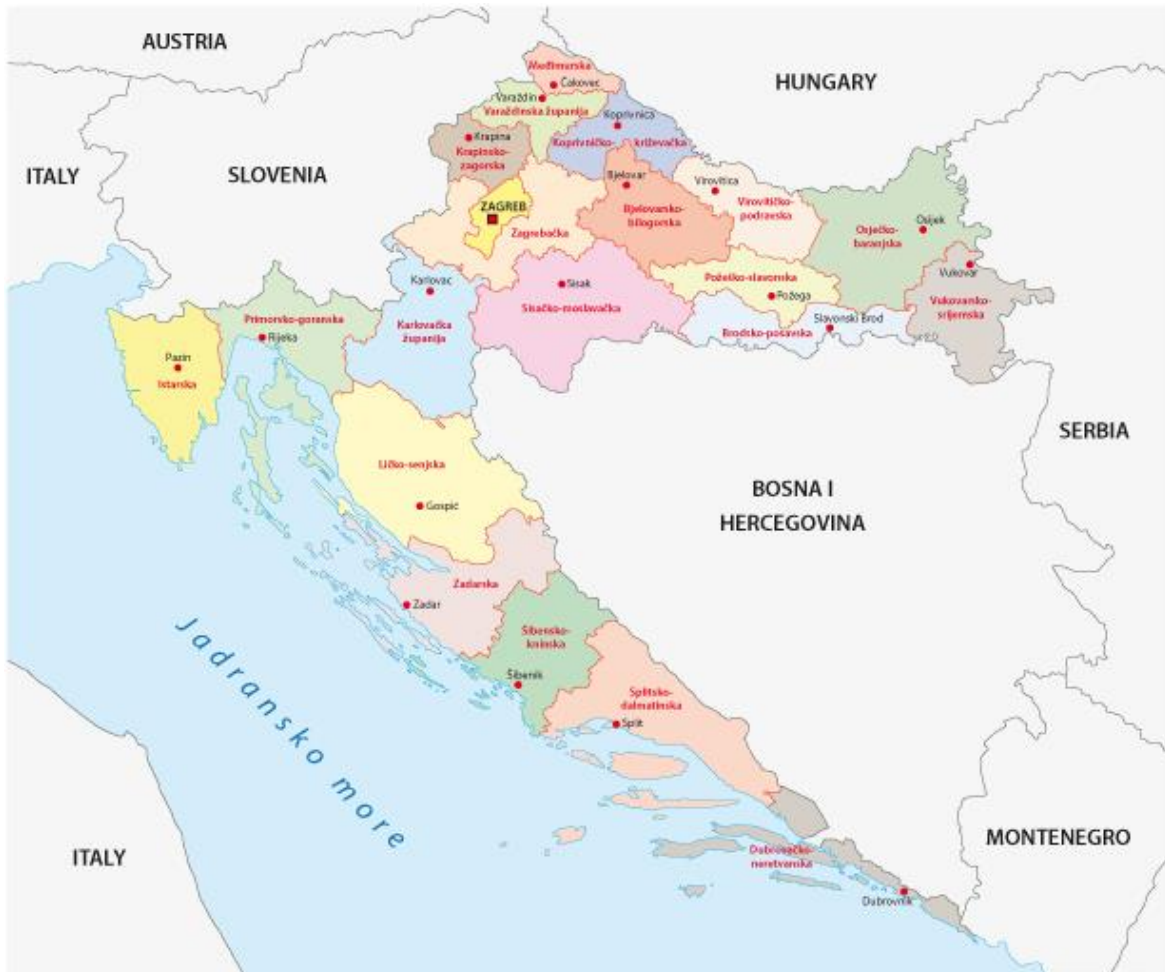 AUSTRIA
HUNGARY
ITALY
SLOVENIA
Međimurska
Čakovec
Varaždin
Varaždinska županija
Koprivnica
Koprivničko-
križevačka
Krapina
Krapinsko-
zagorska
ZAGREB
Zagrebačka
Bjelovar
Bjelovarsko-
bilogorska
Virovitica
Virovitičko-
podravska
Osječko-
baranjska
Osijek
Vukovar
Vukovarsko-
srijemska
Požeško-slavonska
Požega
Slavonski Brod
Brodsko-posavska
Sisak
Sisačko-moslavačka
Karlovac
Karlovačka
županija
Primorsko-goranska
Rijeka
Pazin
Istarska
Ličko-senjska
Gospić
SERBIA
BOSNA I
HERCEGOVINA
Zadarska
Zadar
Šibensko-
kninska
Šibenik
Splitsko-
dalmatinska
Split
Jadransko more
Dubrovačko-
neretvanska
Dubrovnik
MONTENEGRO
ITALY